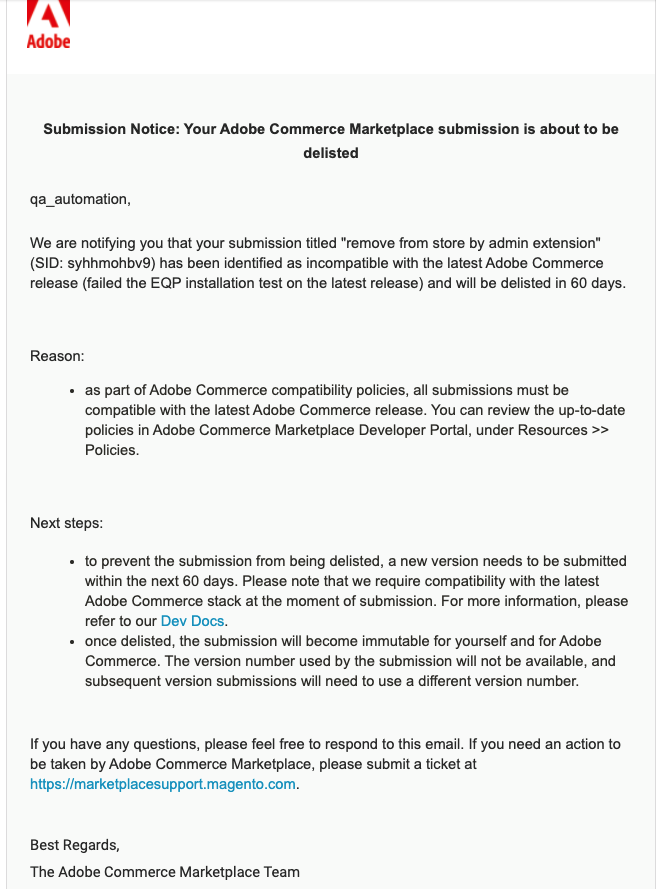 Adobe
Submission Notice: Your Adobe Commerce Marketplace submission is about to be
delisted
qa_automation,
We are notifying you that your submission titled "remove from store by admin extension"
(SID: syhhmohbv9) has been identified as incompatible with the latest Adobe Commerce
release (failed the EQP installation test on the latest release) and will be delisted in 60 days.
Reason:
• as part of Adobe Commerce compatibility policies, all submissions must be
compatible with the latest Adobe Commerce release. You can review the up-to-date
policies in Adobe Commerce Marketplace Developer Portal, under Resources >>
Policies.
Next steps:
• to prevent the submission from being delisted, a new version needs to be submitted
within the next 60 days. Please note that we require compatibility with the latest
Adobe Commerce stack at the moment of submission. For more information, please
refer to our Dev Docs.
• once delisted, the submission will become immutable for yourself and for Adobe
Commerce. The version number used by the submission will not be available, and
subsequent version submissions will need to use a different version number.
If you have any questions, please feel free to respond to this email. If you need an action to
be taken by Adobe Commerce Marketplace, please submit a ticket at
https://marketplacesupport.magento.com.
Best Regards,
The Adobe Commerce Marketplace Team